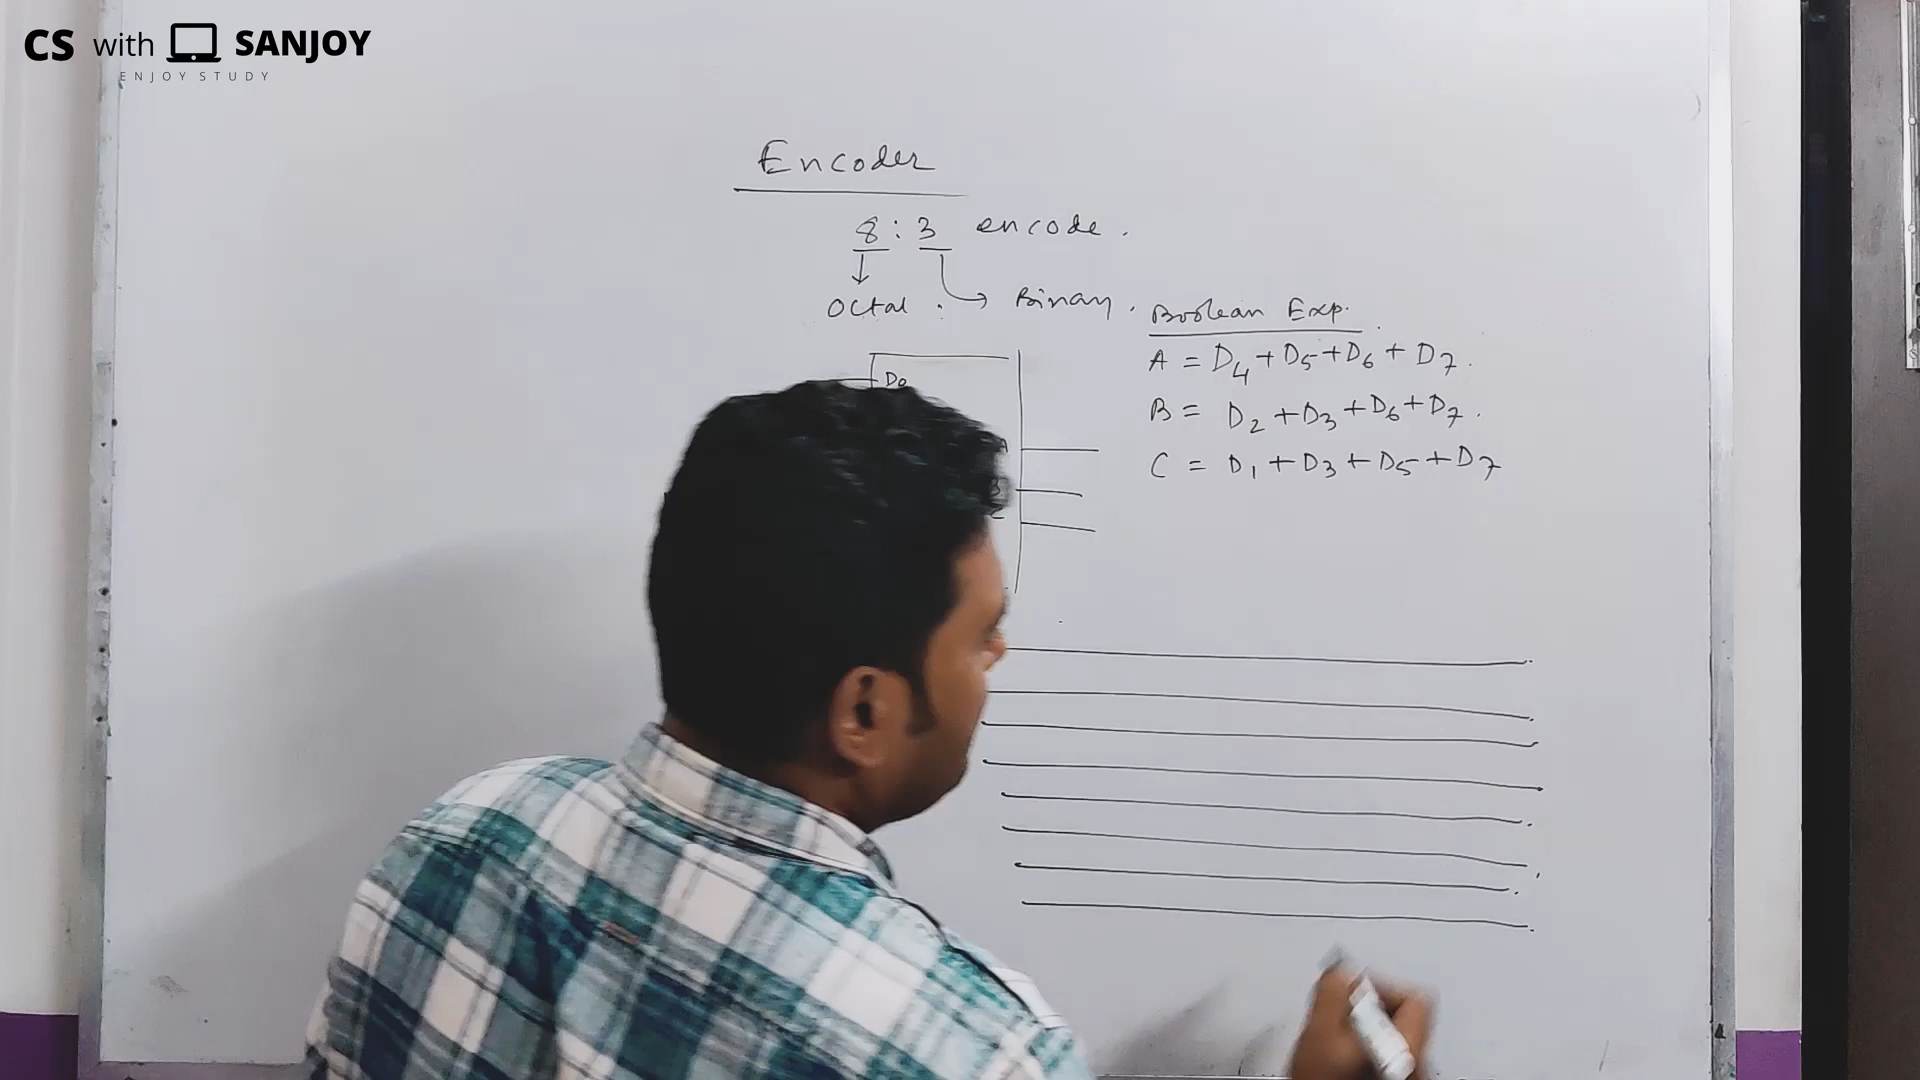 CS with SANJOY
ENJOY STUDY
Encoder
8 : 3 encode.
Octal . Binary.
Boolean Exp.
A = D4 + D5 + D6 + D7.
B = D2 + D3 + D6 + D7.
C = D1 + D3 + D5 + D7
D0
A
B
C